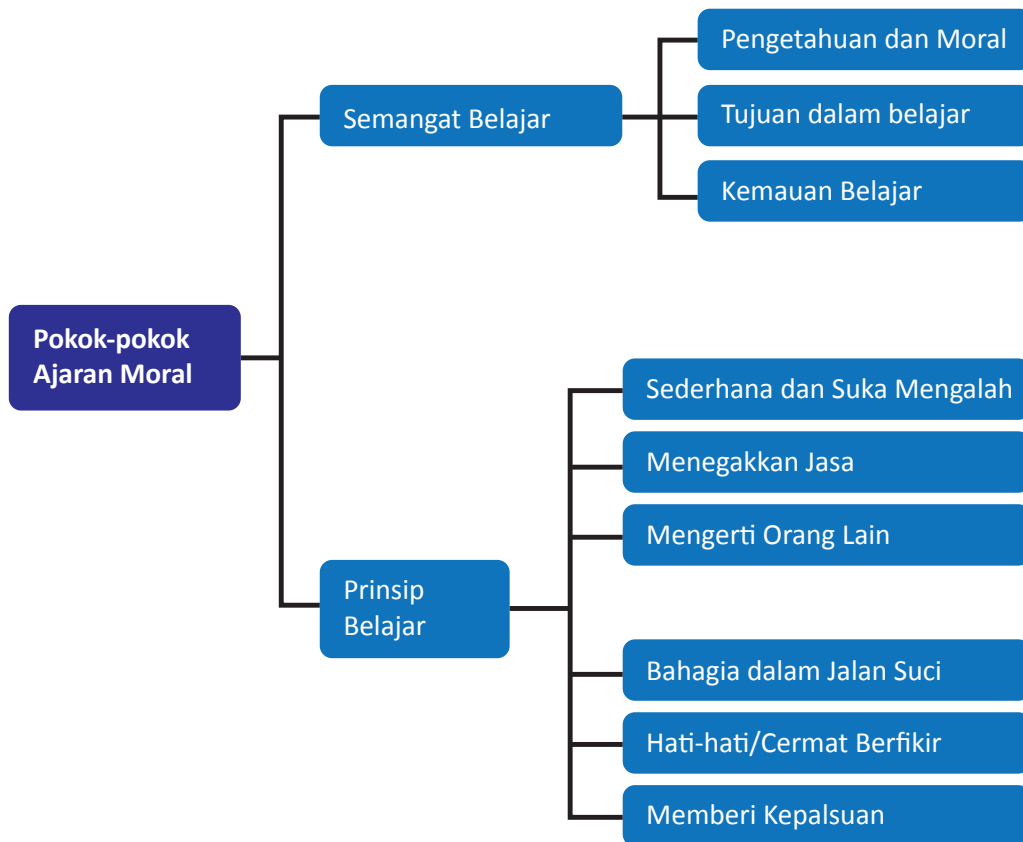 Pokok-pokok
Ajaran Moral
Semangat Belajar
Pengetahuan dan Moral
Tujuan dalam belajar
Kemauan Belajar
Prinsip
Belajar
Sederhana dan Suka Mengalah
Menegakkan Jasa
Mengerti Orang Lain
Bahagia dalam Jalan Suci
Hati-hati/Cermat Berfikir
Memberi Kepalsuan